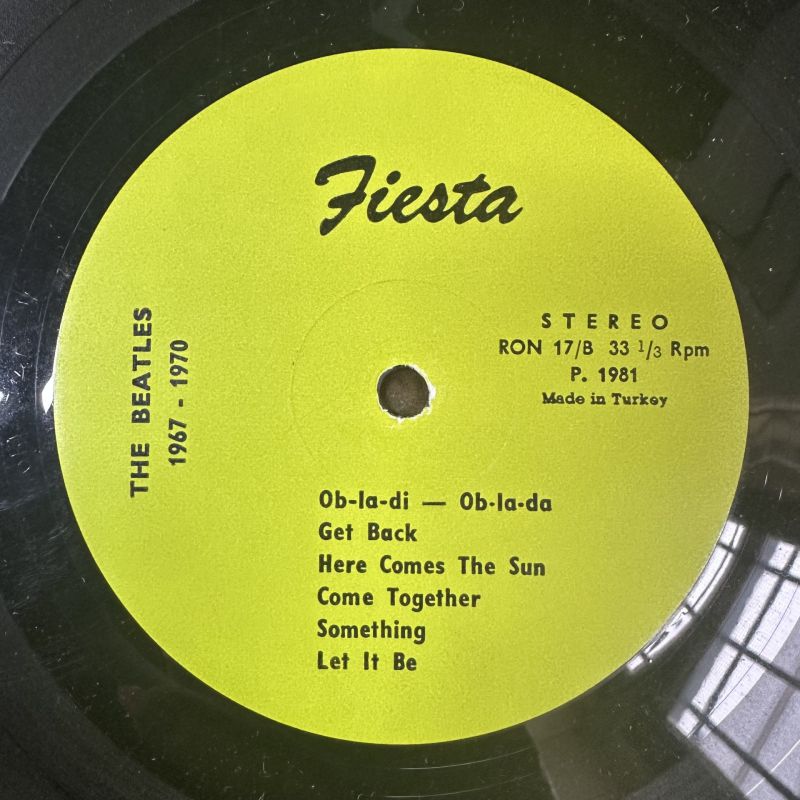 Fiesta
THE BEATLES
1967 - 1970
STEREO
RON 17/B 33 1/3 Rpm
P. 1981
Made in Turkey
Ob-la-di — Ob-la-da
Get Back
Here Comes The Sun
Come Together
Something
Let It Be